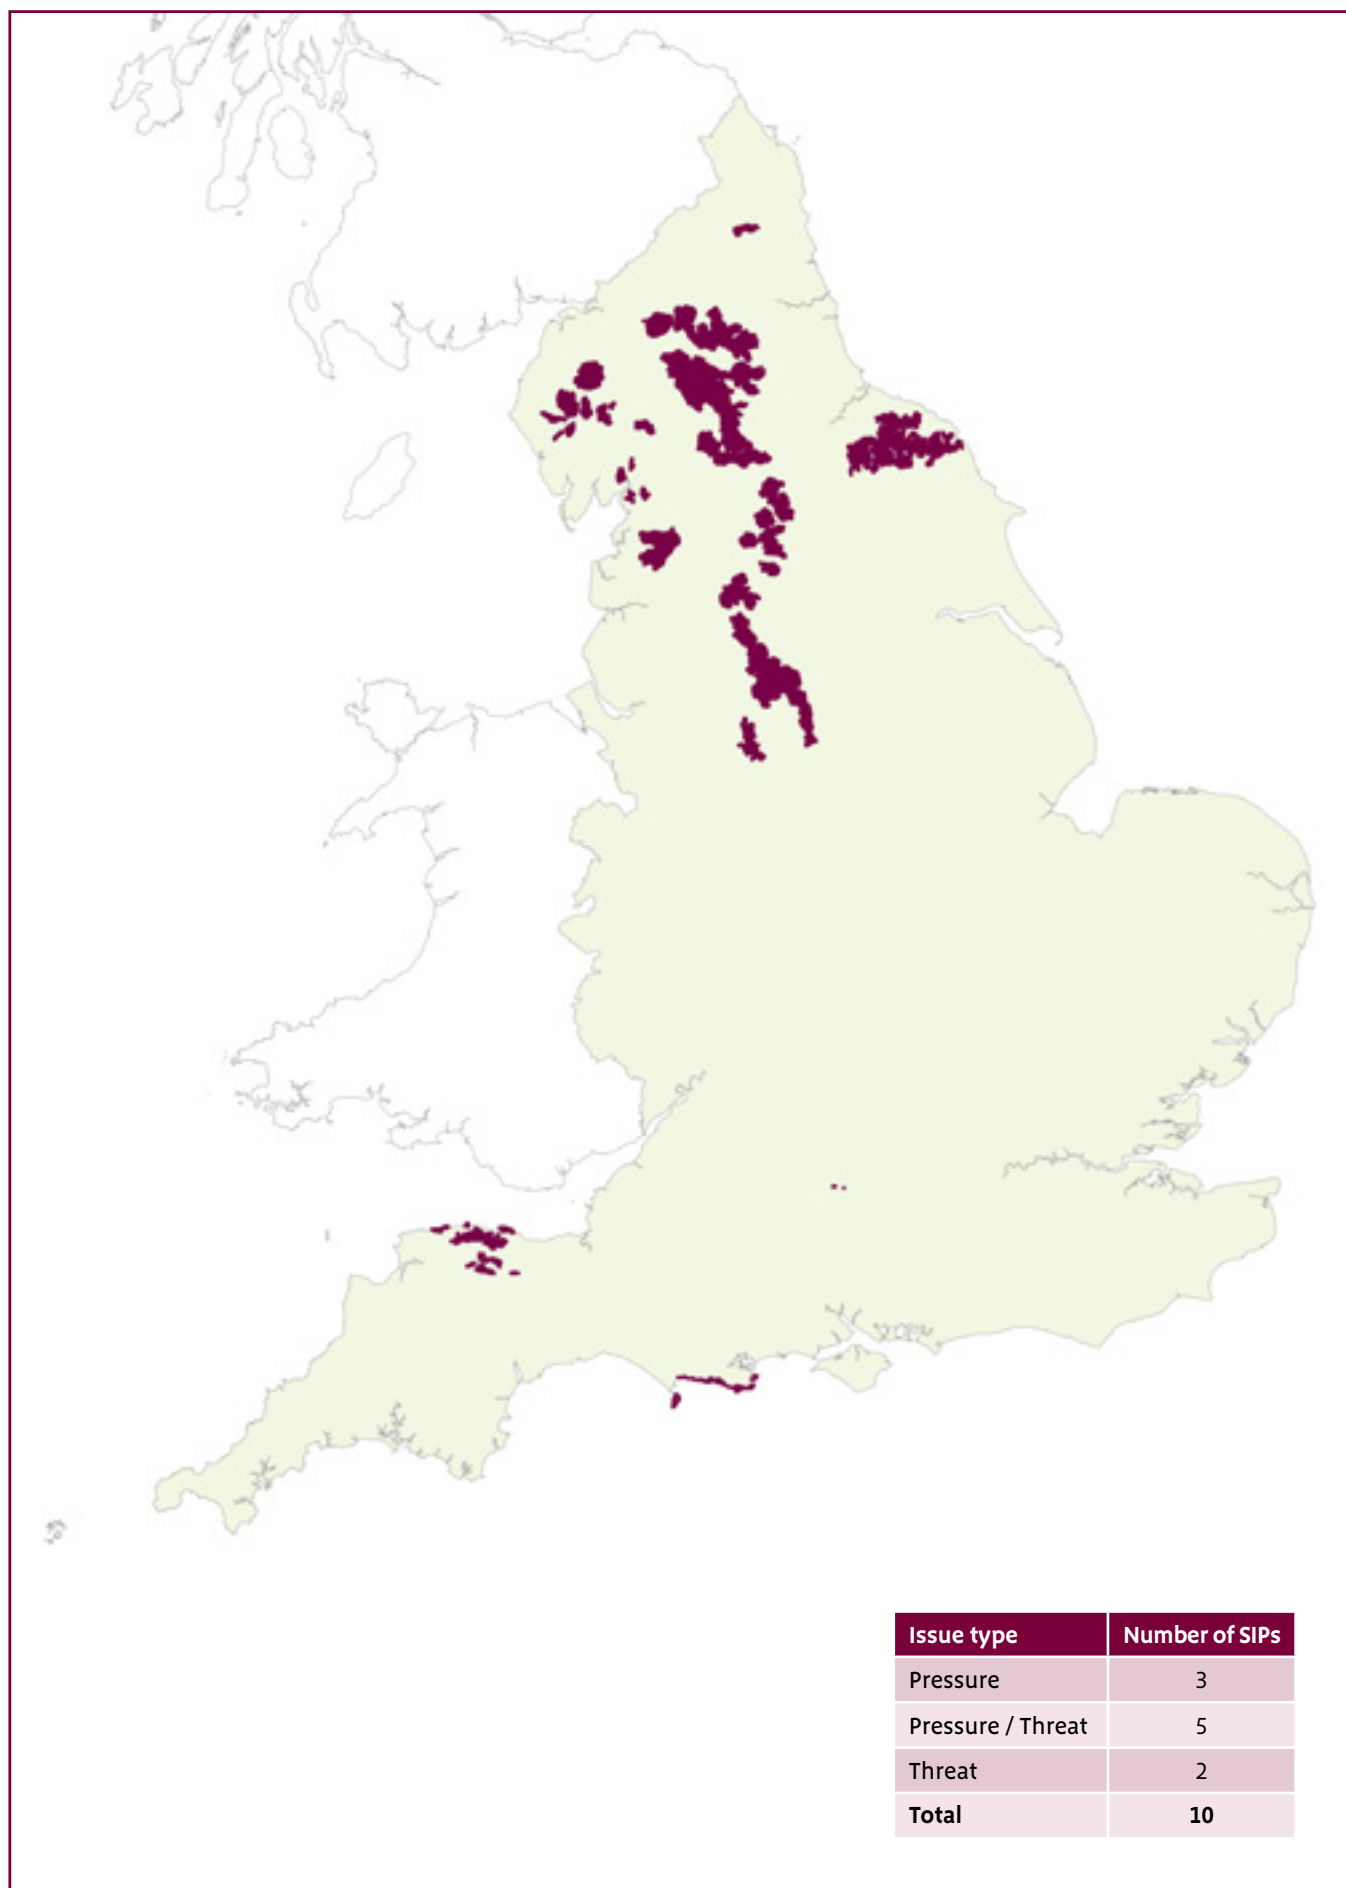 Issue type Number of SIPs
Pressure 3
Pressure / Threat 5
Threat 2
Total 10